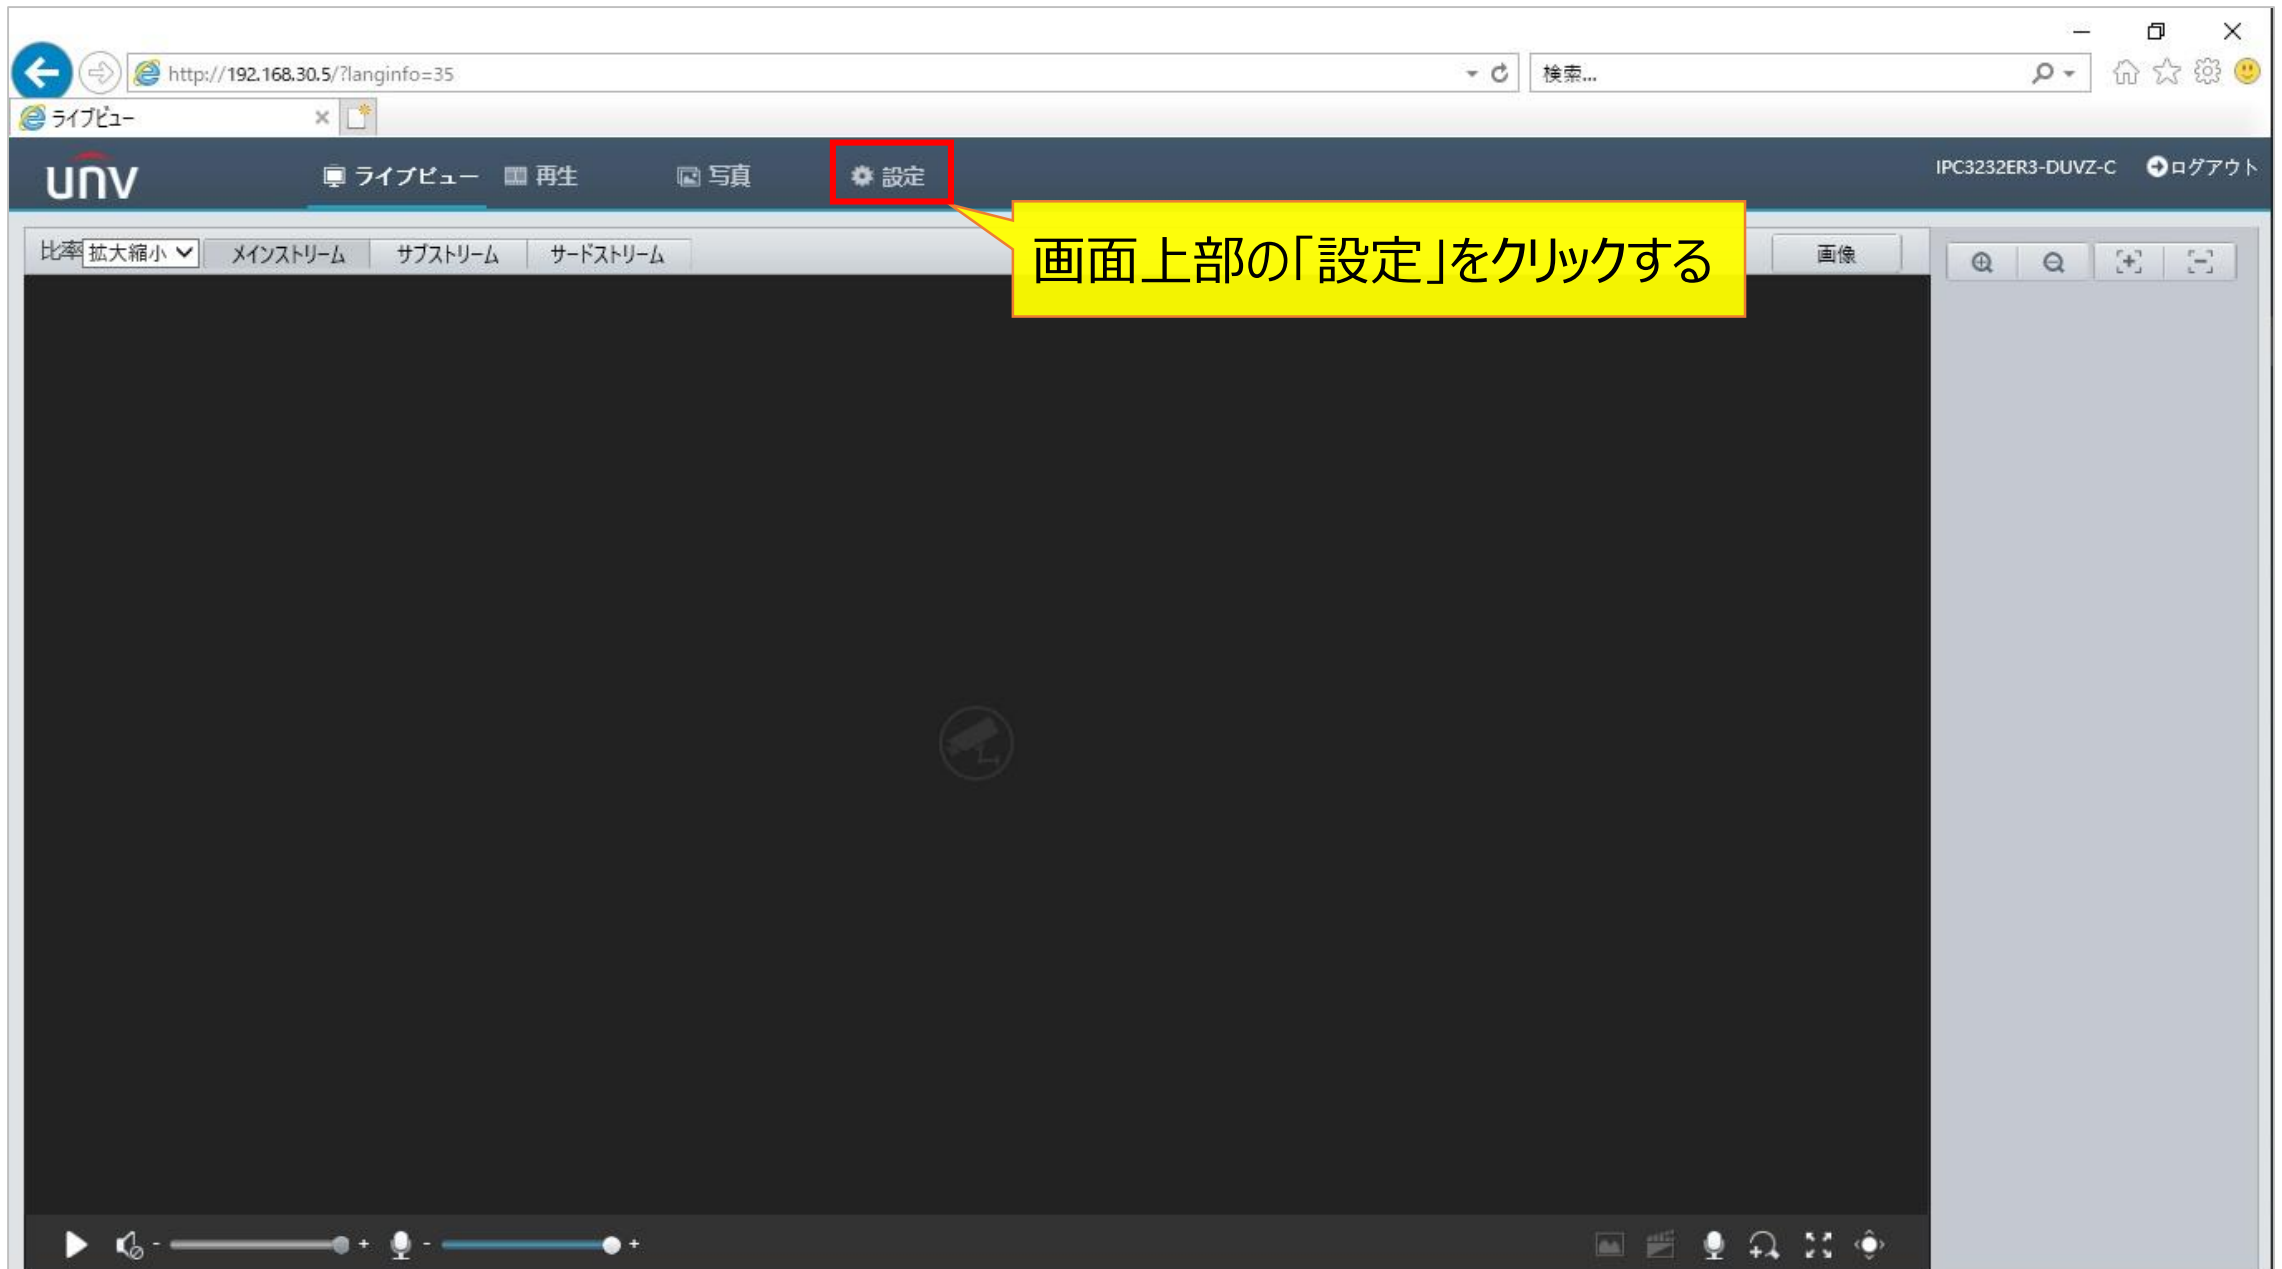 http://192.168.30.5/?langinfo=35
検索...
ライブビュー
unv
ライブビュー
再生
写真
設定
IPC3232ER3-DUVZ-C
ログアウト
画面上部の「設定」をクリックする
比率 拡大縮小
メインストリーム
サブストリーム
サードストリーム
画像
- +
- +